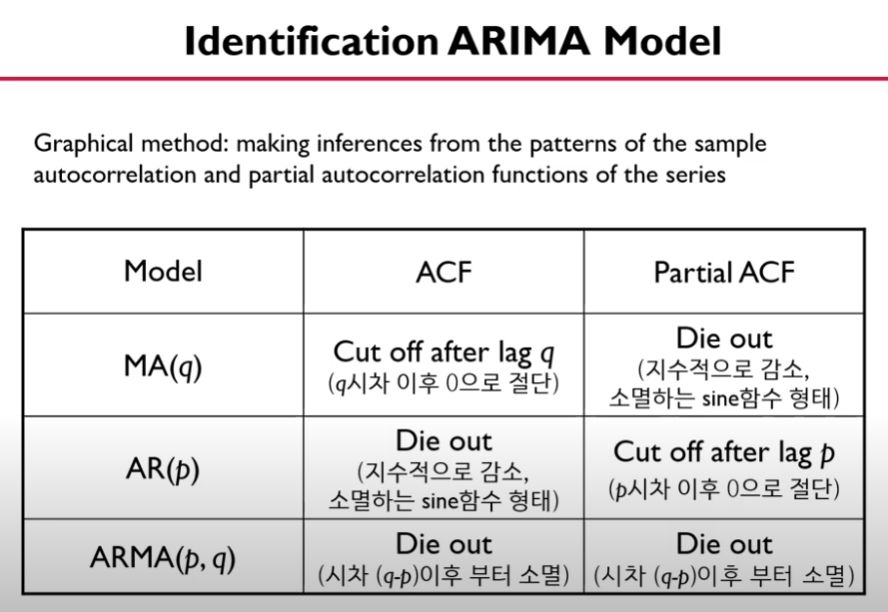 Identification ARIMA Model
Graphical method: making inferences from the patterns of the sample
autocorrelation and partial autocorrelation functions of the series
Model
ACF
Partial ACF
MA(q)
Cut off after lag q
(q시차 이후 0으로 절단)
Die out
(지수적으로 감소,
소멸하는 sine함수 형태)
AR(p)
Die out
(지수적으로 감소,
소멸하는 sine함수 형태)
Cut off after lag p
(p시차 이후 0으로 절단)
ARMA(p, q)
Die out
(시차 (q-p)이후 부터 소멸)
Die out
(시차 (q-p)이후 부터 소멸)